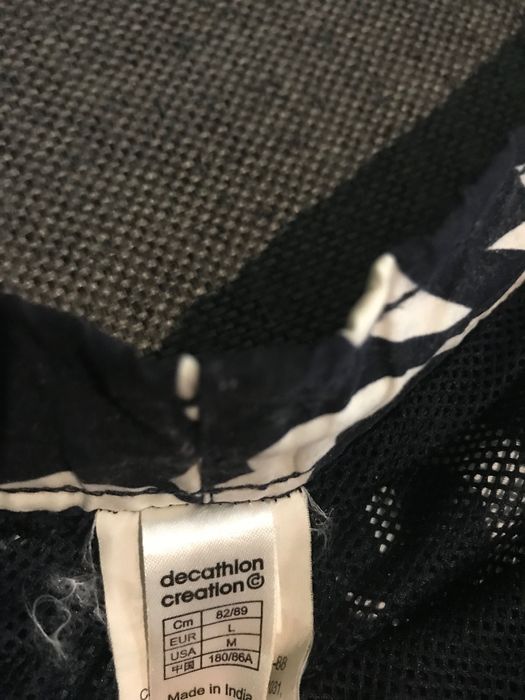 decathlon
creation ©
Cm 82/89
EUR L
USA M
中国 180/86A
Made in India